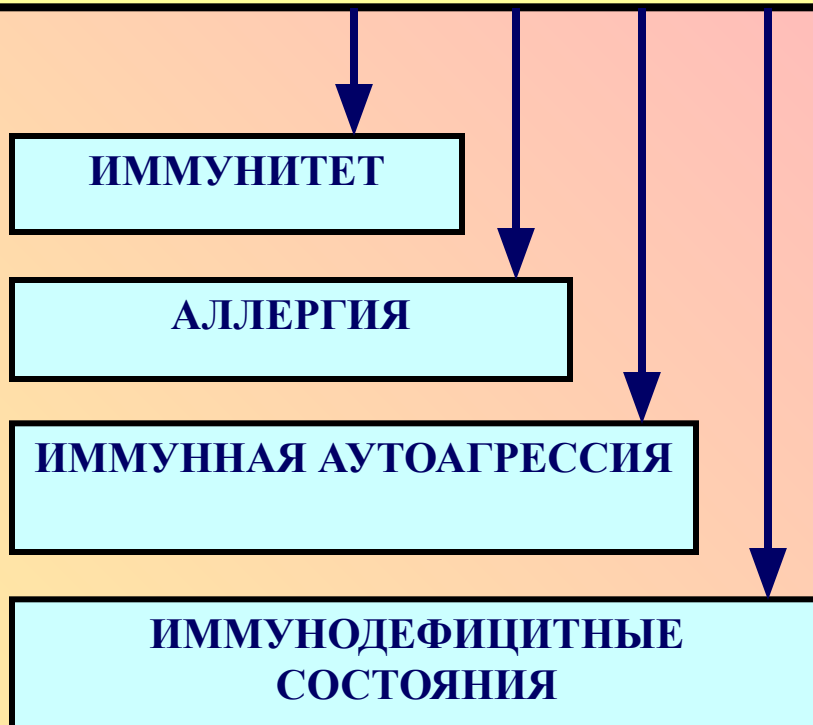 ИММУНИТЕТ
АЛЛЕРГИЯ
ИММУННАЯ АУТОАГРЕССИЯ
ИММУНОДЕФИЦИТНЫЕ
СОСТОЯНИЯ